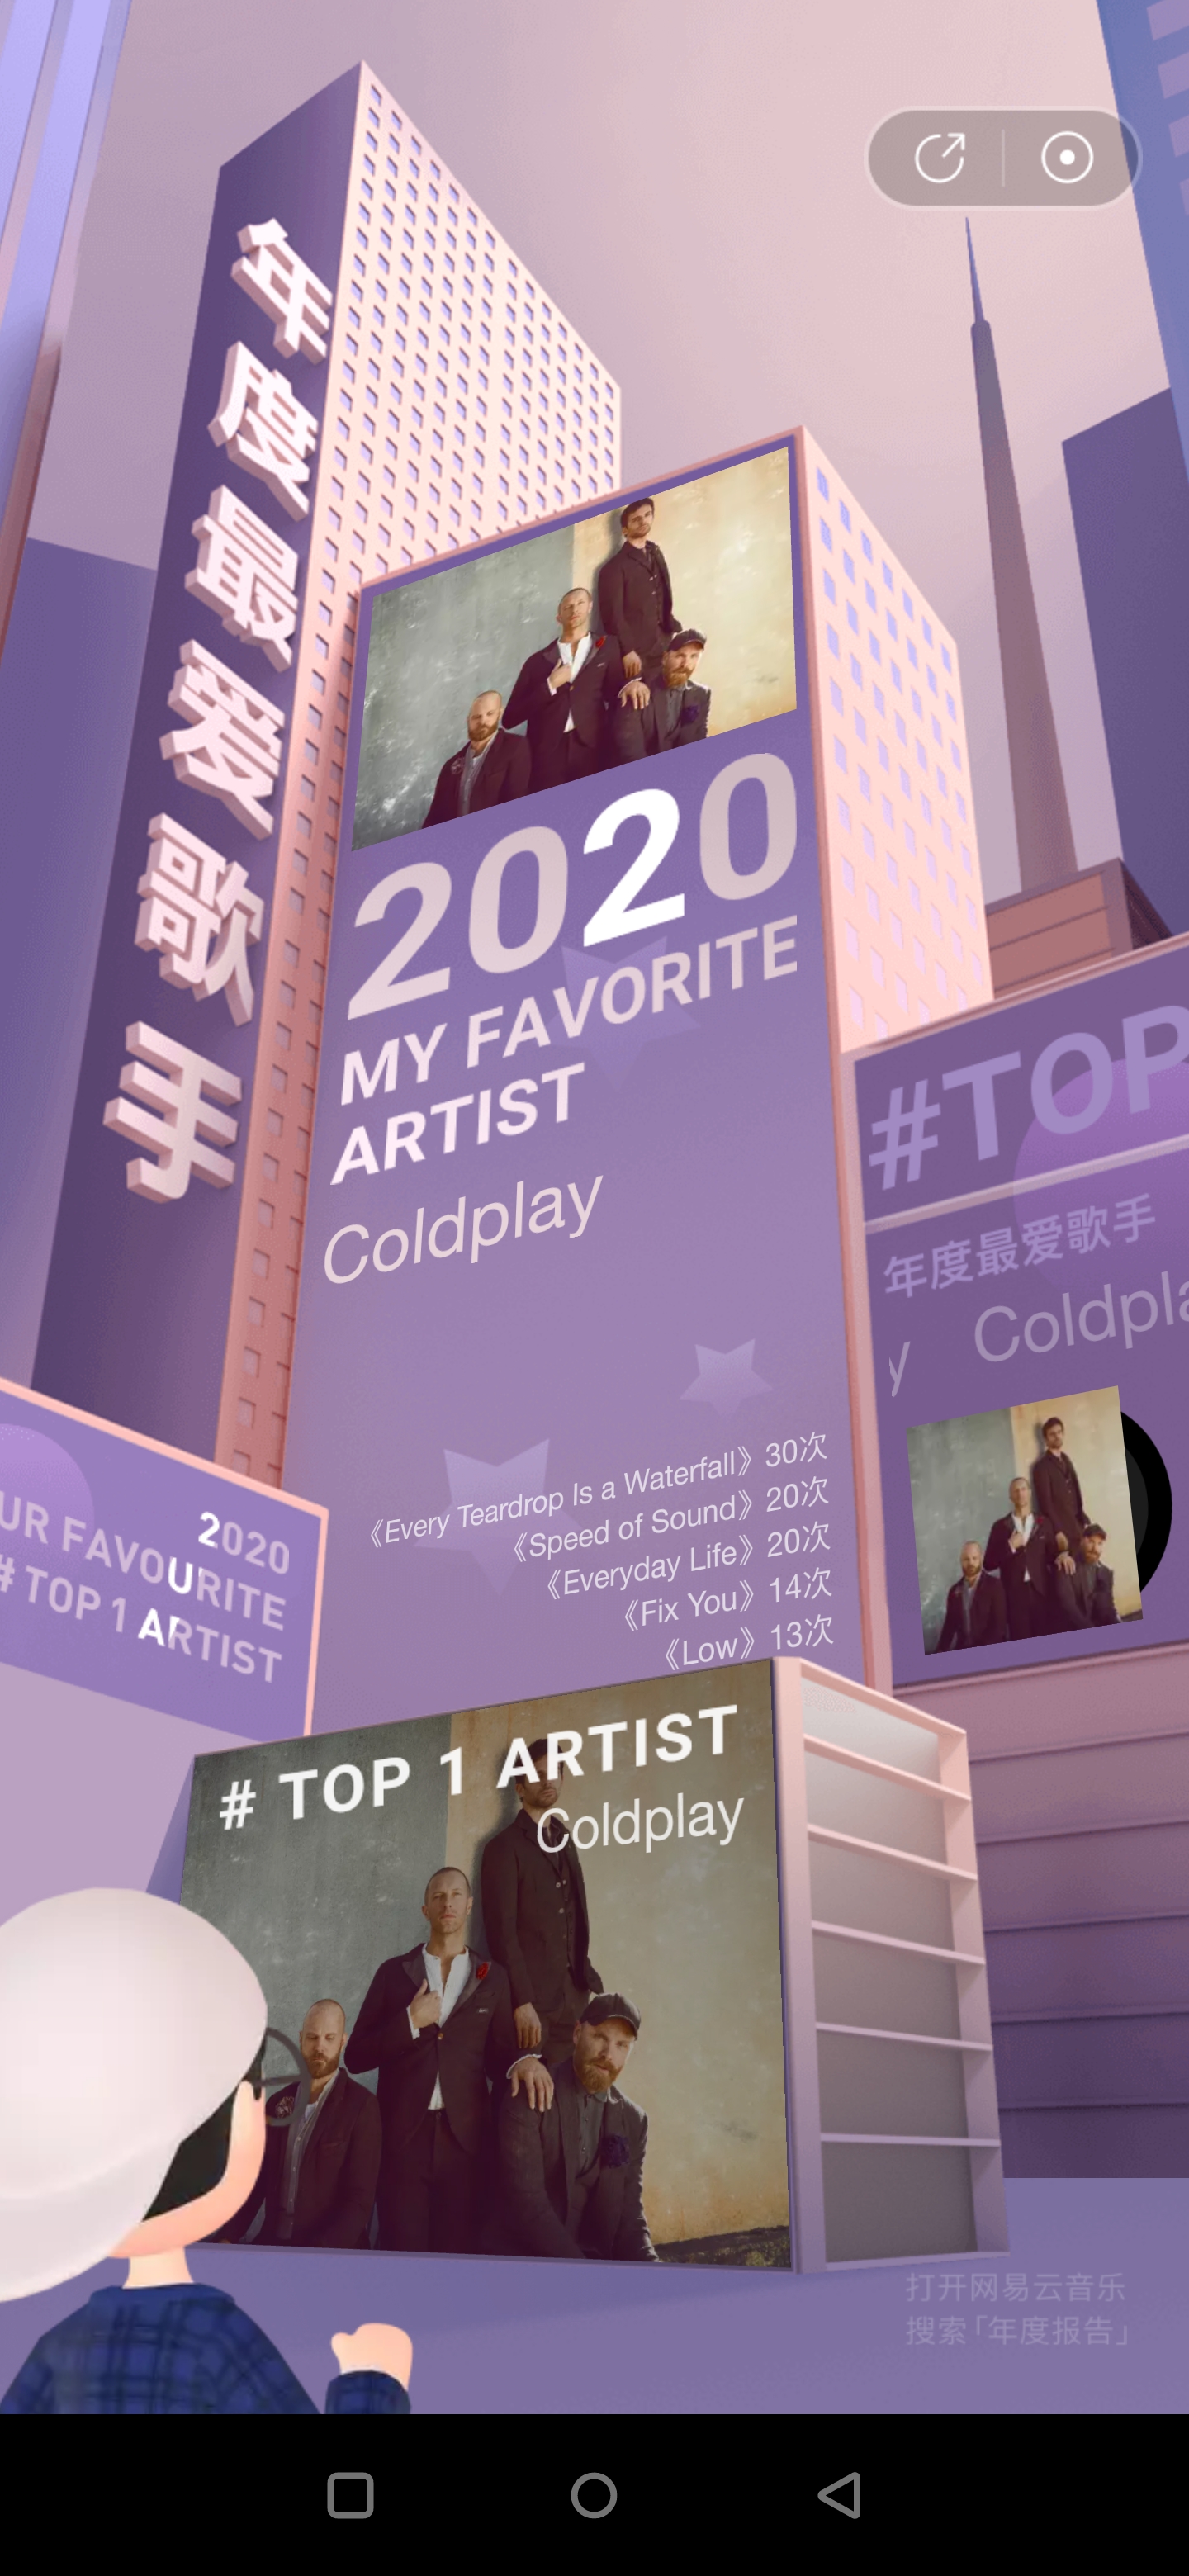 年度最爱歌手
2020
MY FAVORITE
ARTIST
Coldplay
《Every Teardrop Is a Waterfall》30次
《Speed of Sound》20次
《Everyday Life》20次
《Fix You》14次
《Low》13次
#TOP
年度最爱歌手
y Coldpla
2020
UR FAVOURITE
# TOP 1 ARTIST
# TOP 1 ARTIST
Coldplay
打开网易云音乐
搜索「年度报告」